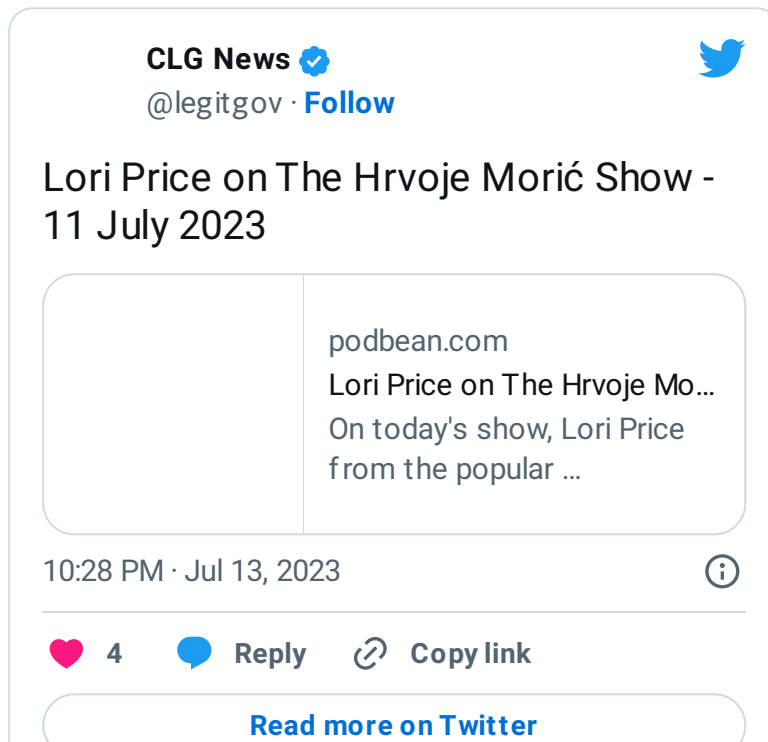 CLG News
@legitgov · Follow
Lori Price on The Hrvoje Morić Show -
11 July 2023
podbean.com
Lori Price on The Hrvoje Mo...
On today's show, Lori Price
from the popular ...
10:28 PM · Jul 13, 2023
4 Reply Copy link
Read more on Twitter